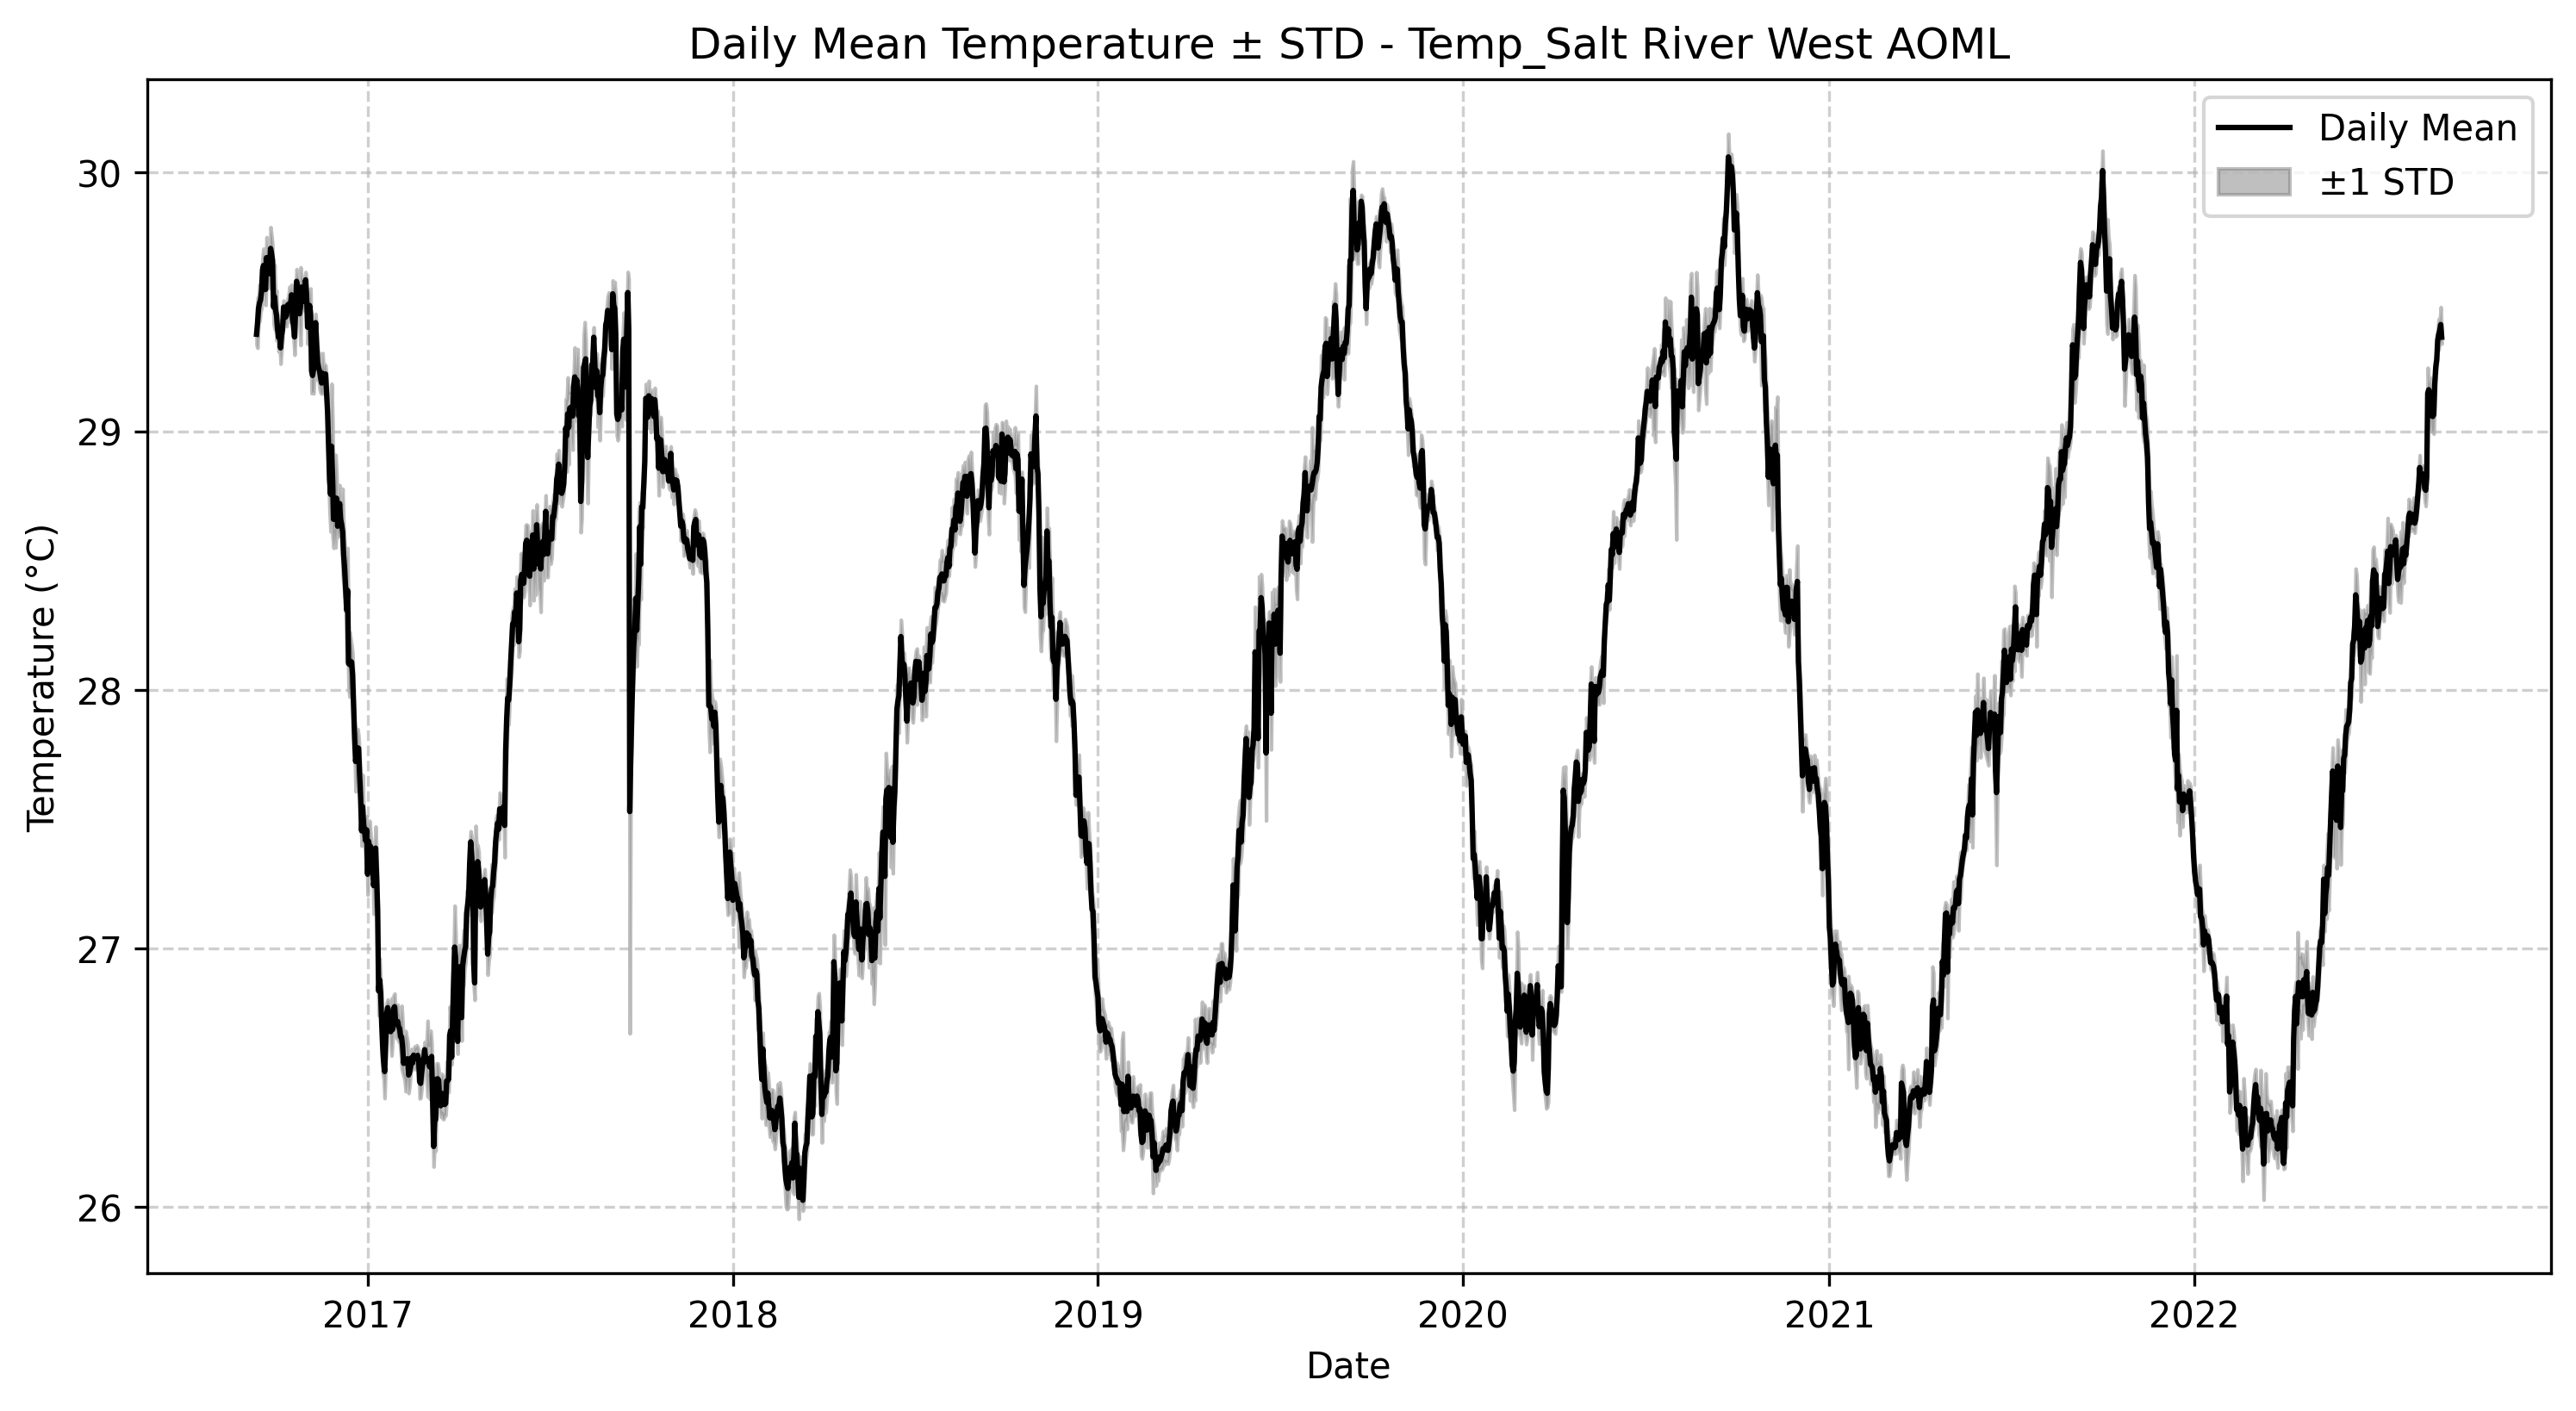 Daily Mean Temperature ± STD - Temp_Salt River West AOML
Daily Mean
±1 STD
Temperature (°C)
30
29
28
27
26
2017
2018
2019
2020
2021
2022
Date